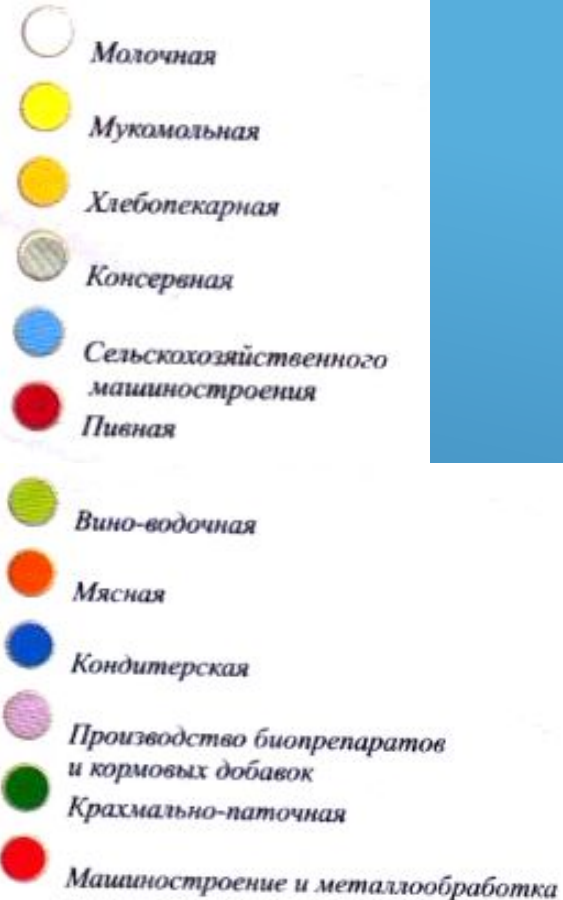 Молочная
Мукомольная
Хлебопекарная
Консервная
Сельскохозяйственного
машиностроения
Пивная
Вино-водочная
Мясная
Кондитерская
Производство биопрепаратов
и кормовых добавок
Крахмально-паточная
Машиностроение и металлообработка